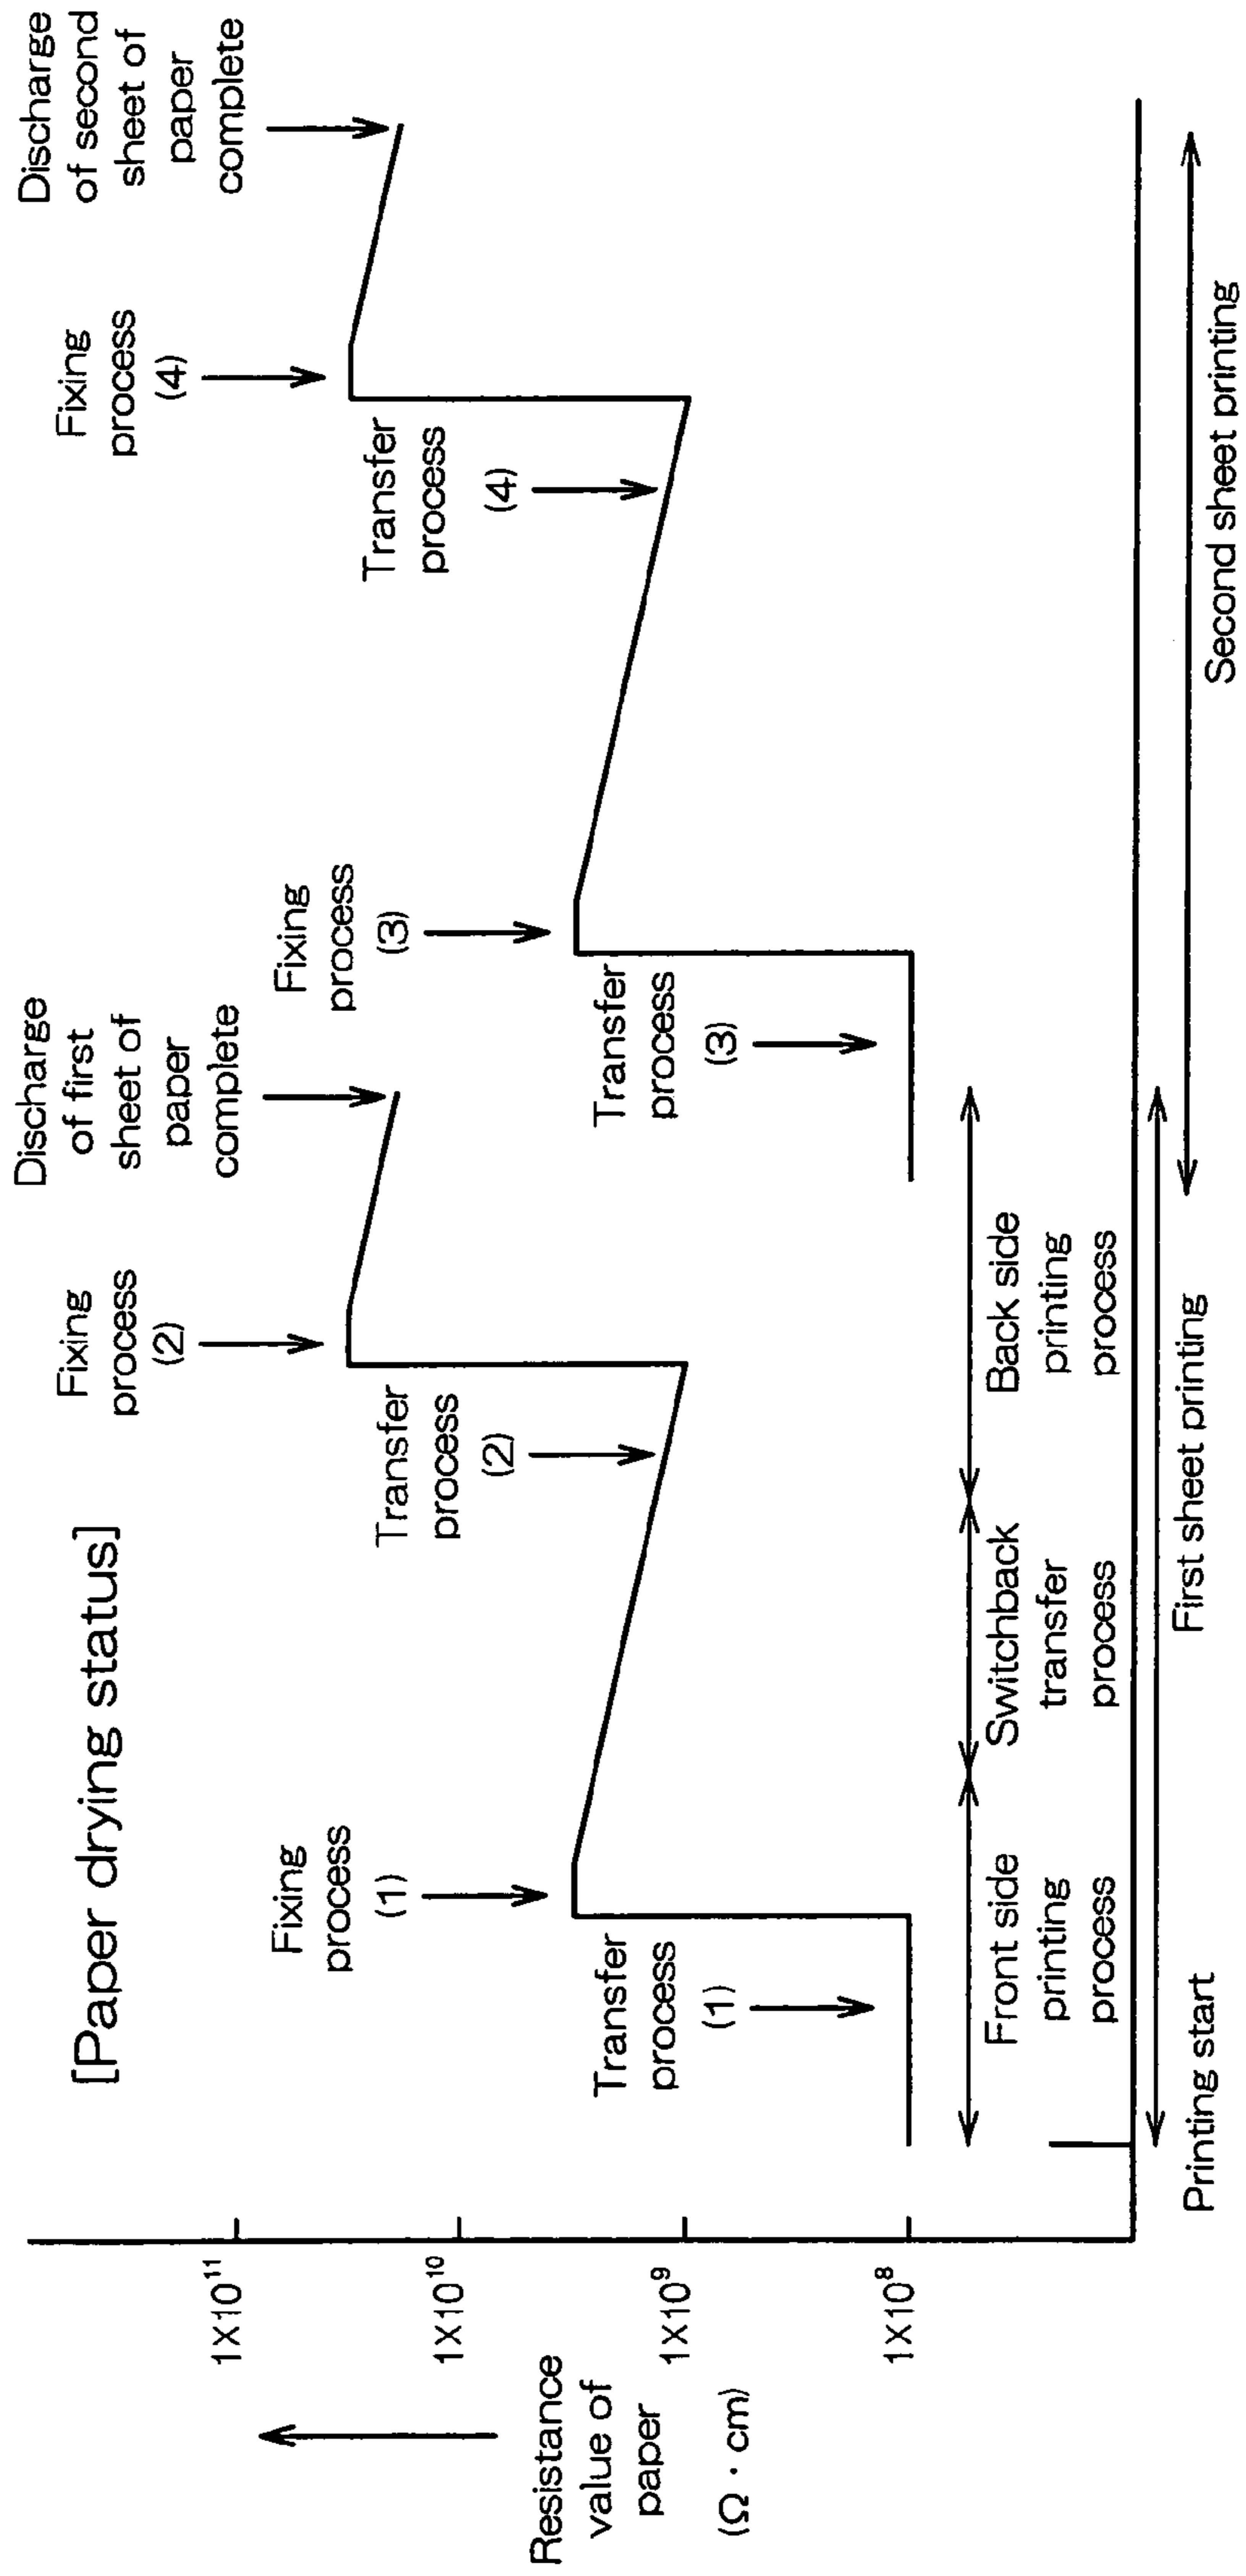 [Paper drying status]
Resistance
value of
paper
(Ω · cm)
1X10¹¹
1X10¹⁰
1X10⁹
1X10⁸
Transfer
process
(1)
Fixing
process
(1)
Transfer
process
(2)
Fixing
process
(2)
Discharge
of first
sheet of
paper
complete
Transfer
process
(3)
Fixing
process
(3)
Transfer
process
(4)
Fixing
process
(4)
Discharge
of second
sheet of
paper
complete
Front side
printing
process
Switchback
transfer
process
Back side
printing
process
Printing start
First sheet printing
Second sheet printing